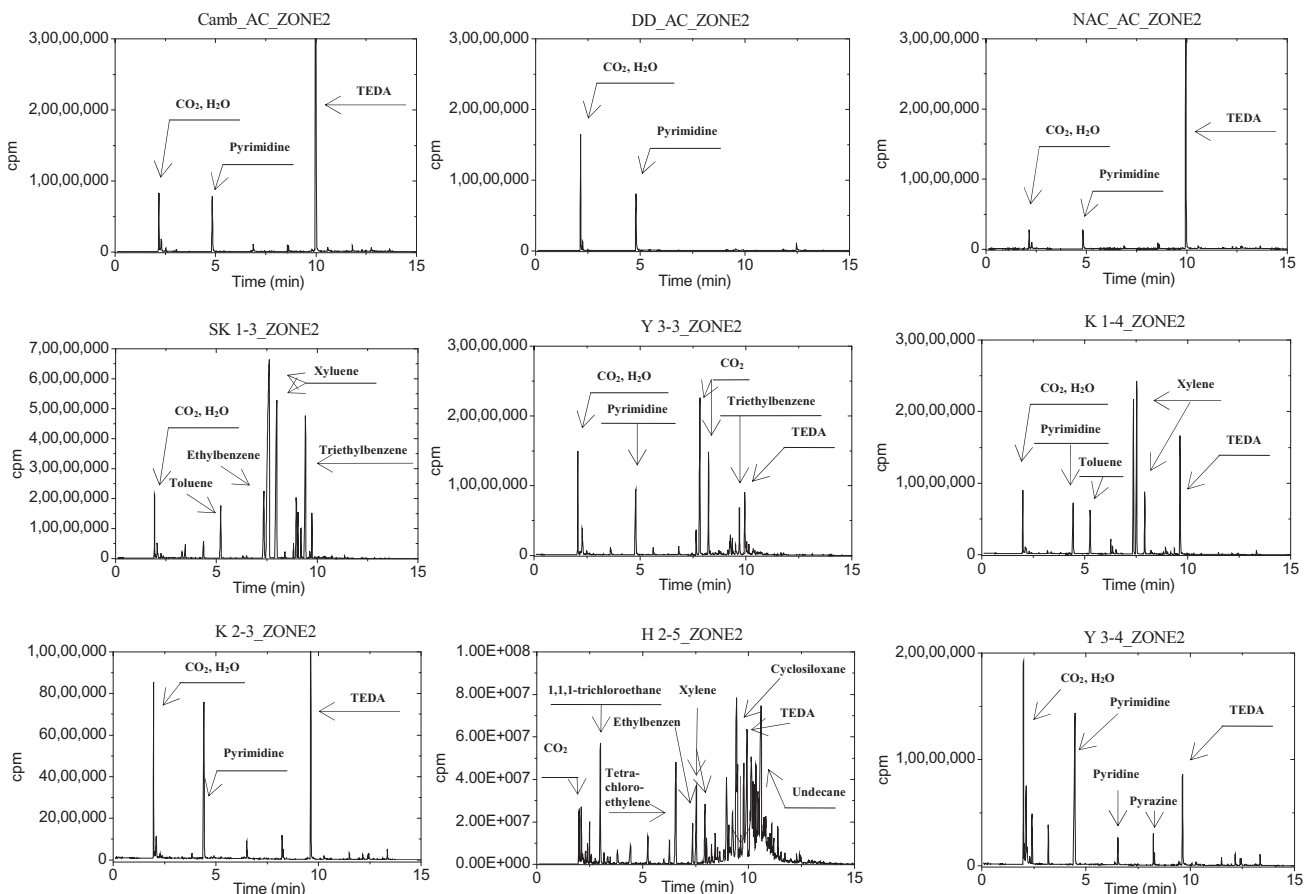 Camb_AC_ZONE2
3,00,00,000
2,00,00,000
1,00,00,000
0
cpm
CO₂, H₂O
Pyrimidine
TEDA
0 5 10 15
Time (min)
DD_AC_ZONE2
3,00,00,000
2,00,00,000
1,00,00,000
0
cpm
CO₂, H₂O
Pyrimidine
0 5 10 15
Time (min)
NAC_AC_ZONE2
3,00,00,000
2,00,00,000
1,00,00,000
0
cpm
CO₂, H₂O
Pyrimidine
TEDA
0 5 10 15
Time (min)
SK 1-3_ZONE2
7,00,00,000
6,00,00,000
5,00,00,000
4,00,00,000
3,00,00,000
2,00,00,000
1,00,00,000
0
cpm
Xyluene
CO₂, H₂O
Ethylbenzene
Triethylbenzene
Toluene
0 5 10 15
Time (min)
Y 3-3_ZONE2
3,00,00,000
2,00,00,000
1,00,00,000
0
cpm
CO₂
CO₂, H₂O
Pyrimidine
Triethylbenzene
TEDA
0 5 10 15
Time (min)
K 1-4_ZONE2
3,00,00,000
2,00,00,000
1,00,00,000
0
cpm
CO₂, H₂O
Xylene
Pyrimidine
Toluene
TEDA
0 5 10 15
Time (min)
K 2-3_ZONE2
1,00,00,000
80,00,000
60,00,000
40,00,000
20,00,000
0
cpm
CO₂, H₂O
TEDA
Pyrimidine
0 5 10 15
Time (min)
H 2-5_ZONE2
1.00E+008
8.00E+007
6.00E+007
4.00E+007
2.00E+007
0.00E+000
cpm
Cyclosiloxane
1,1,1-trichloroethane
Xylene
TEDA
Ethylbenzen
CO₂
Tetra-
chloro-
ethylene
Undecane
0 5 10 15
Time (min)
Y 3-4_ZONE2
2,00,00,000
1,00,00,000
0
cpm
CO₂, H₂O
Pyrimidine
TEDA
Pyridine
Pyrazine
0 5 10 15
Time (min)